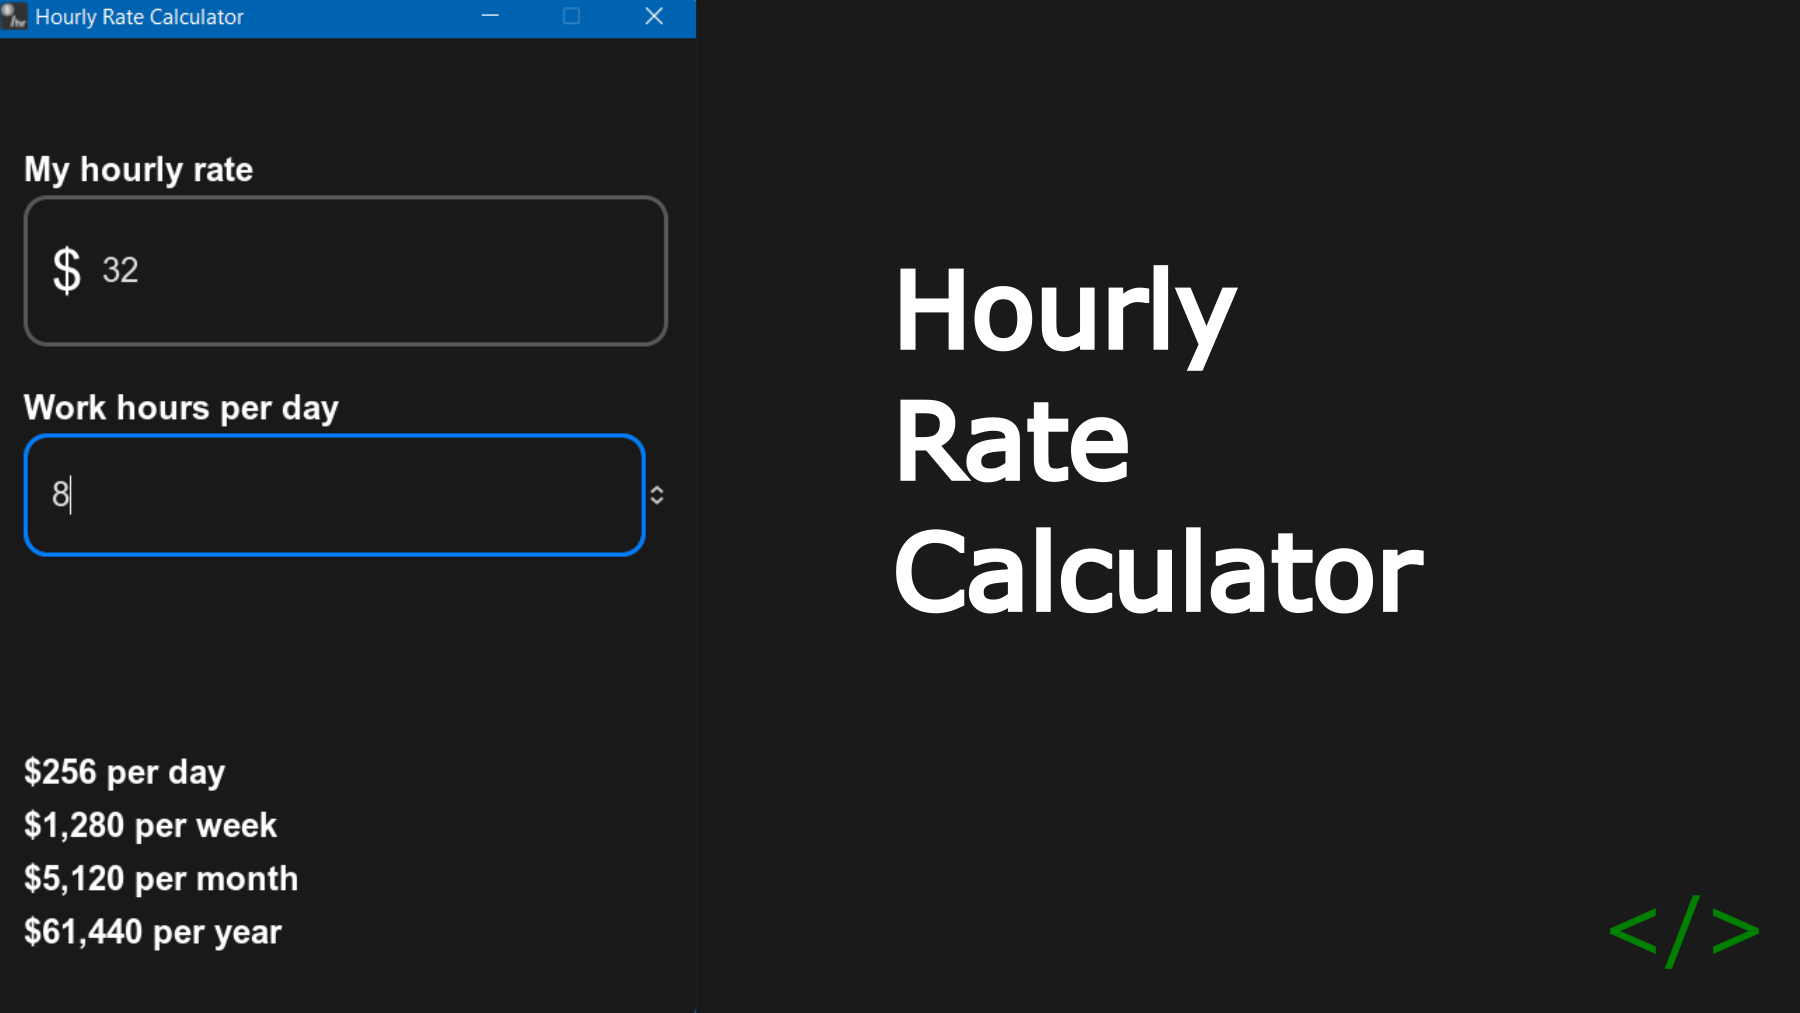 Hourly Rate Calculator
My hourly rate
$ 32
Work hours per day
8
$256 per day
$1,280 per week
$5,120 per month
$61,440 per year
Hourly
Rate
Calculator
</>